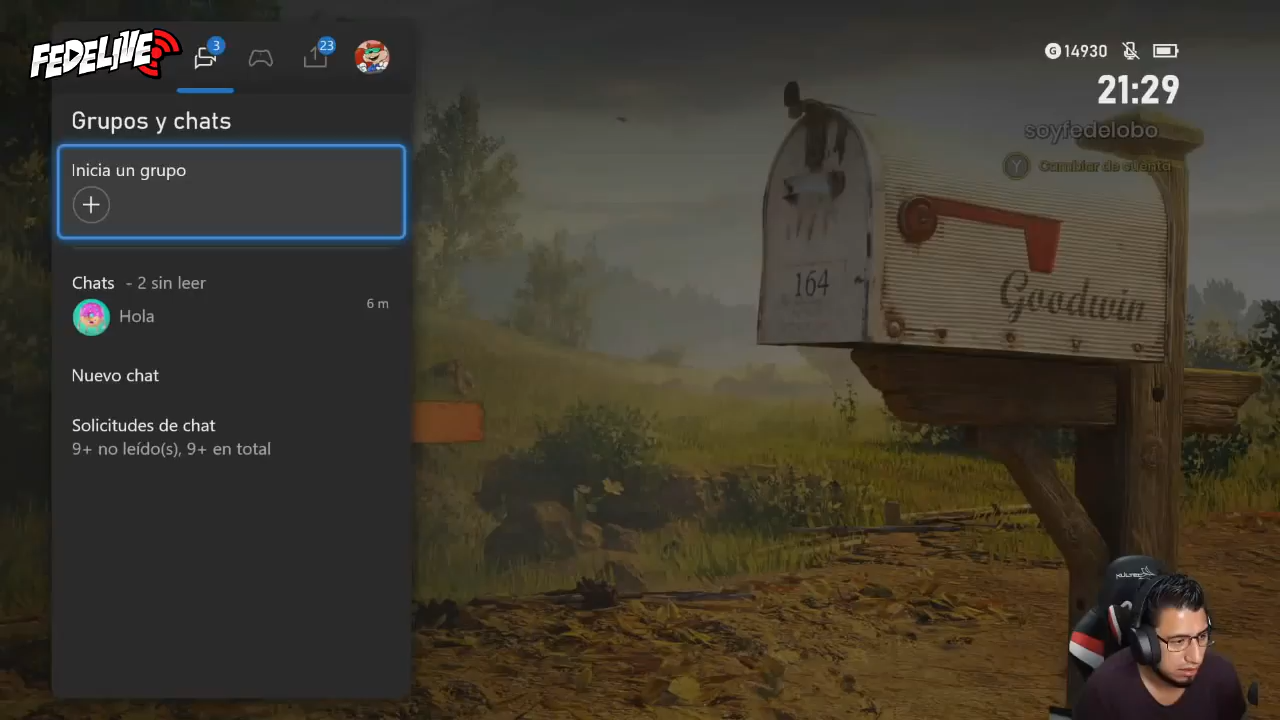 FEDELIVE
3
23
G 14930
21:29
soyfedelobo
Y Cambiar de cuenta
Grupos y chats
Inicia un grupo
Chats - 2 sin leer
Hola
6 m
Nuevo chat
Solicitudes de chat
9+ no leído(s), 9+ en total
164
Goodwin